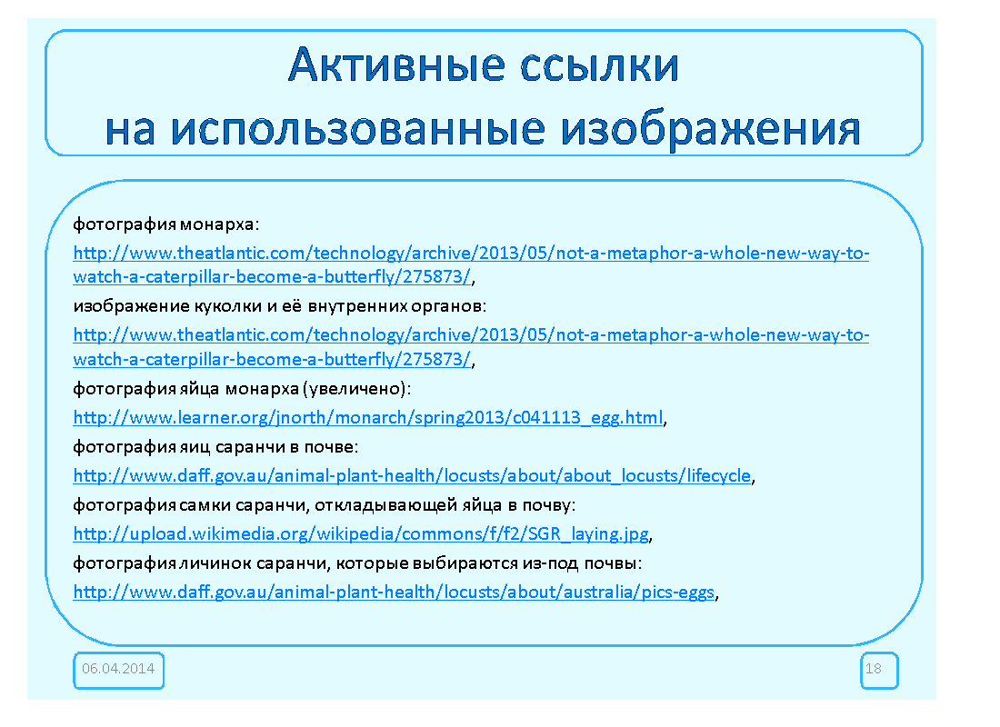 Активные ссылки
на использованные изображения
фотография монарха:
http://www.theatlantic.com/technology/archive/2013/05/not-a-metaphor-a-whole-new-way-to-
watch-a-caterpillar-become-a-butterfly/275873/,
изображение куколки и её внутренних органов:
http://www.theatlantic.com/technology/archive/2013/05/not-a-metaphor-a-whole-new-way-to-
watch-a-caterpillar-become-a-butterfly/275873/,
фотография яйца монарха (увеличено):
http://www.learner.org/jnorth/monarch/spring2013/c041113_egg.html,
фотография яиц саранчи в почве:
http://www.daff.gov.au/animal-plant-health/locusts/about/about_locusts/lifecycle,
фотография самки саранчи, откладывающей яйца в почву:
http://upload.wikimedia.org/wikipedia/commons/f/f2/SGR_laying.jpg,
фотография личинок саранчи, которые выбираются из-под почвы:
http://www.daff.gov.au/animal-plant-health/locusts/about/australia/pics-eggs,
06.04.2014
18